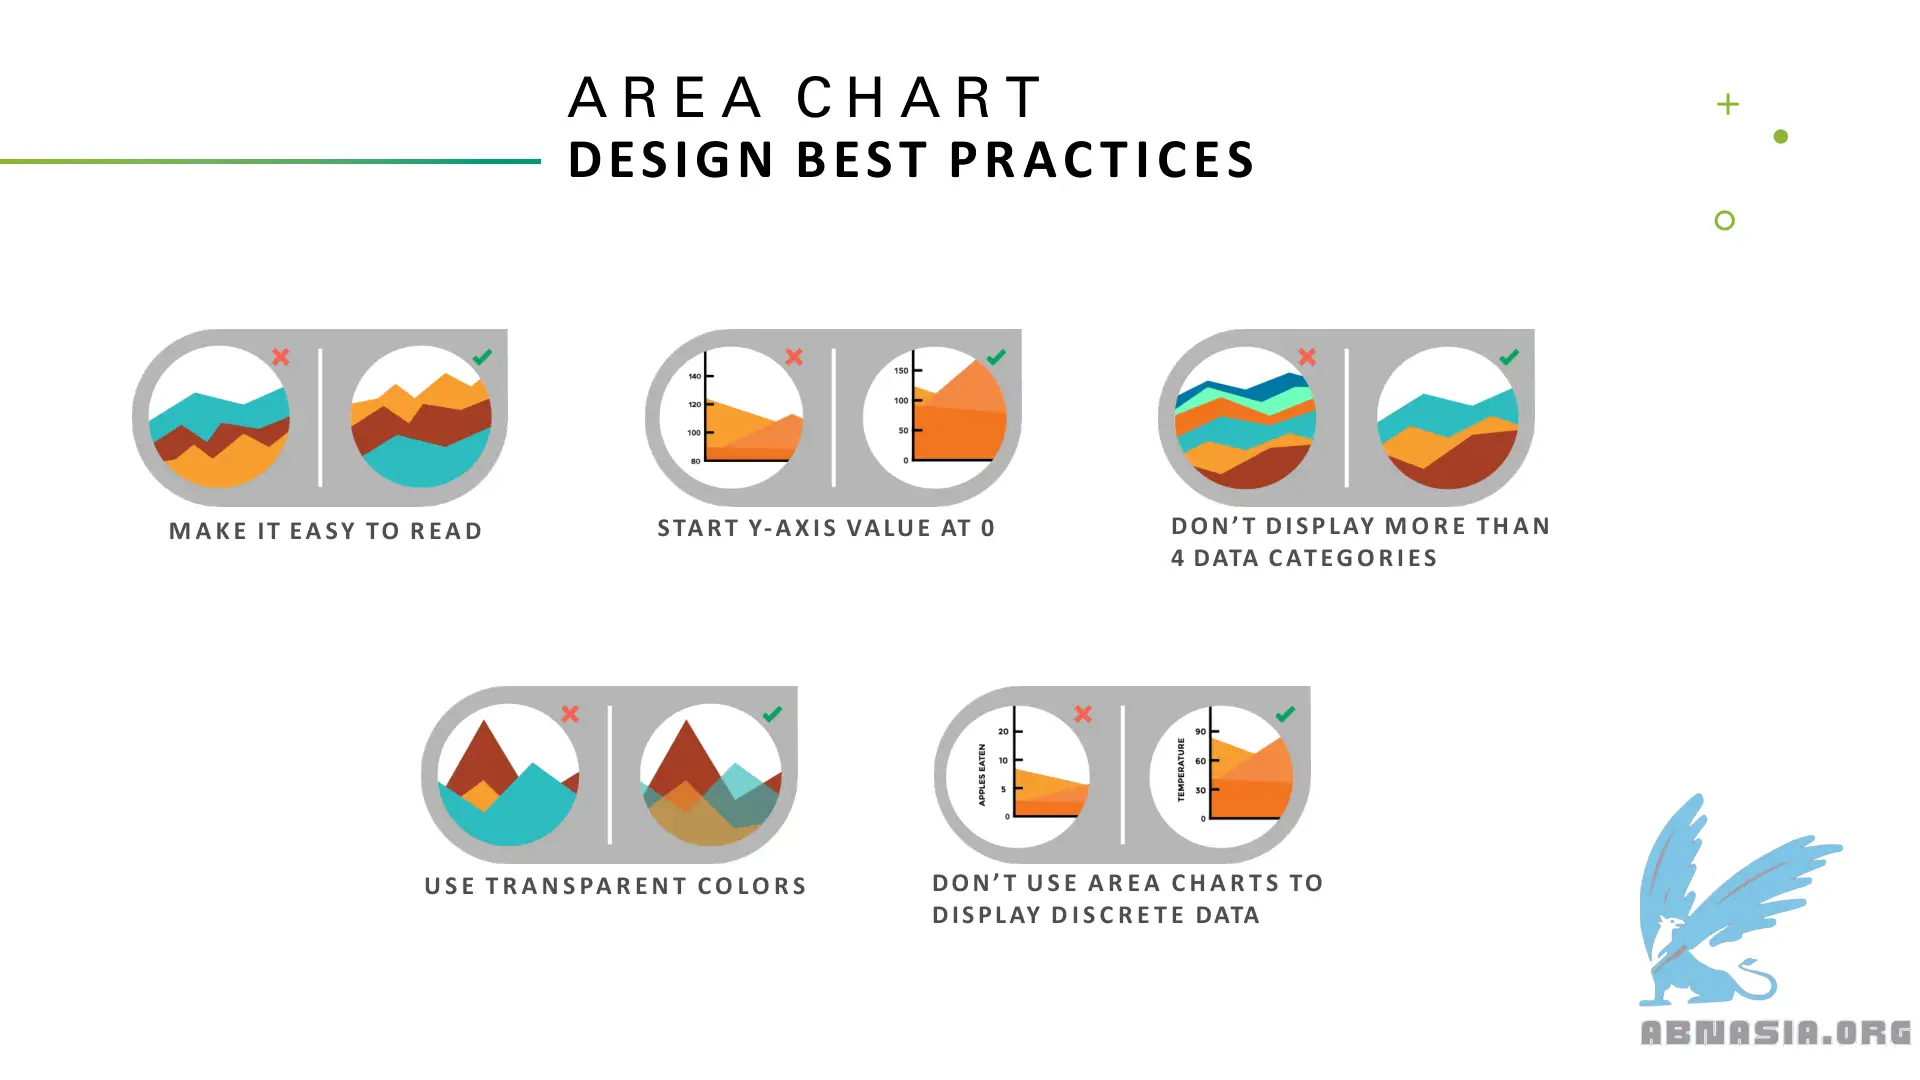 AREA CHART
DESIGN BEST PRACTICES
MAKE IT EASY TO READ
140
120
100
80
150
100
50
0
START Y-AXIS VALUE AT 0
DON’T DISPLAY MORE THAN
4 DATA CATEGORIES
USE TRANSPARENT COLORS
APPLES EATEN
20
10
5
0
TEMPERATURE
90
60
30
0
DON’T USE AREA CHARTS TO
DISPLAY DISCRETE DATA
ABNASIA.ORG